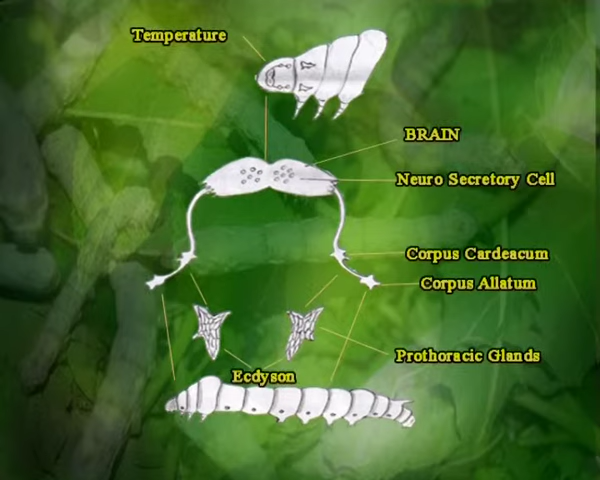 Temperature
BRAIN
Neuro Secretory Cell
Corpus Cardeacum
Corpus Allatum
Prothoracic Glands
Ecdyson